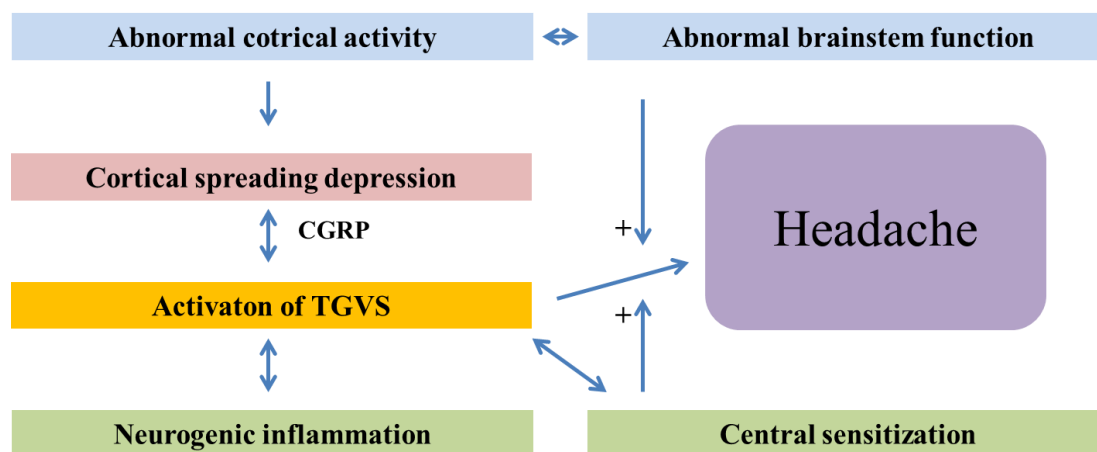 Abnormal cotrical activity
Abnormal brainstem function
Cortical spreading depression
CGRP
+
Headache
Activaton of TGVS
+
Neurogenic inflammation
Central sensitization